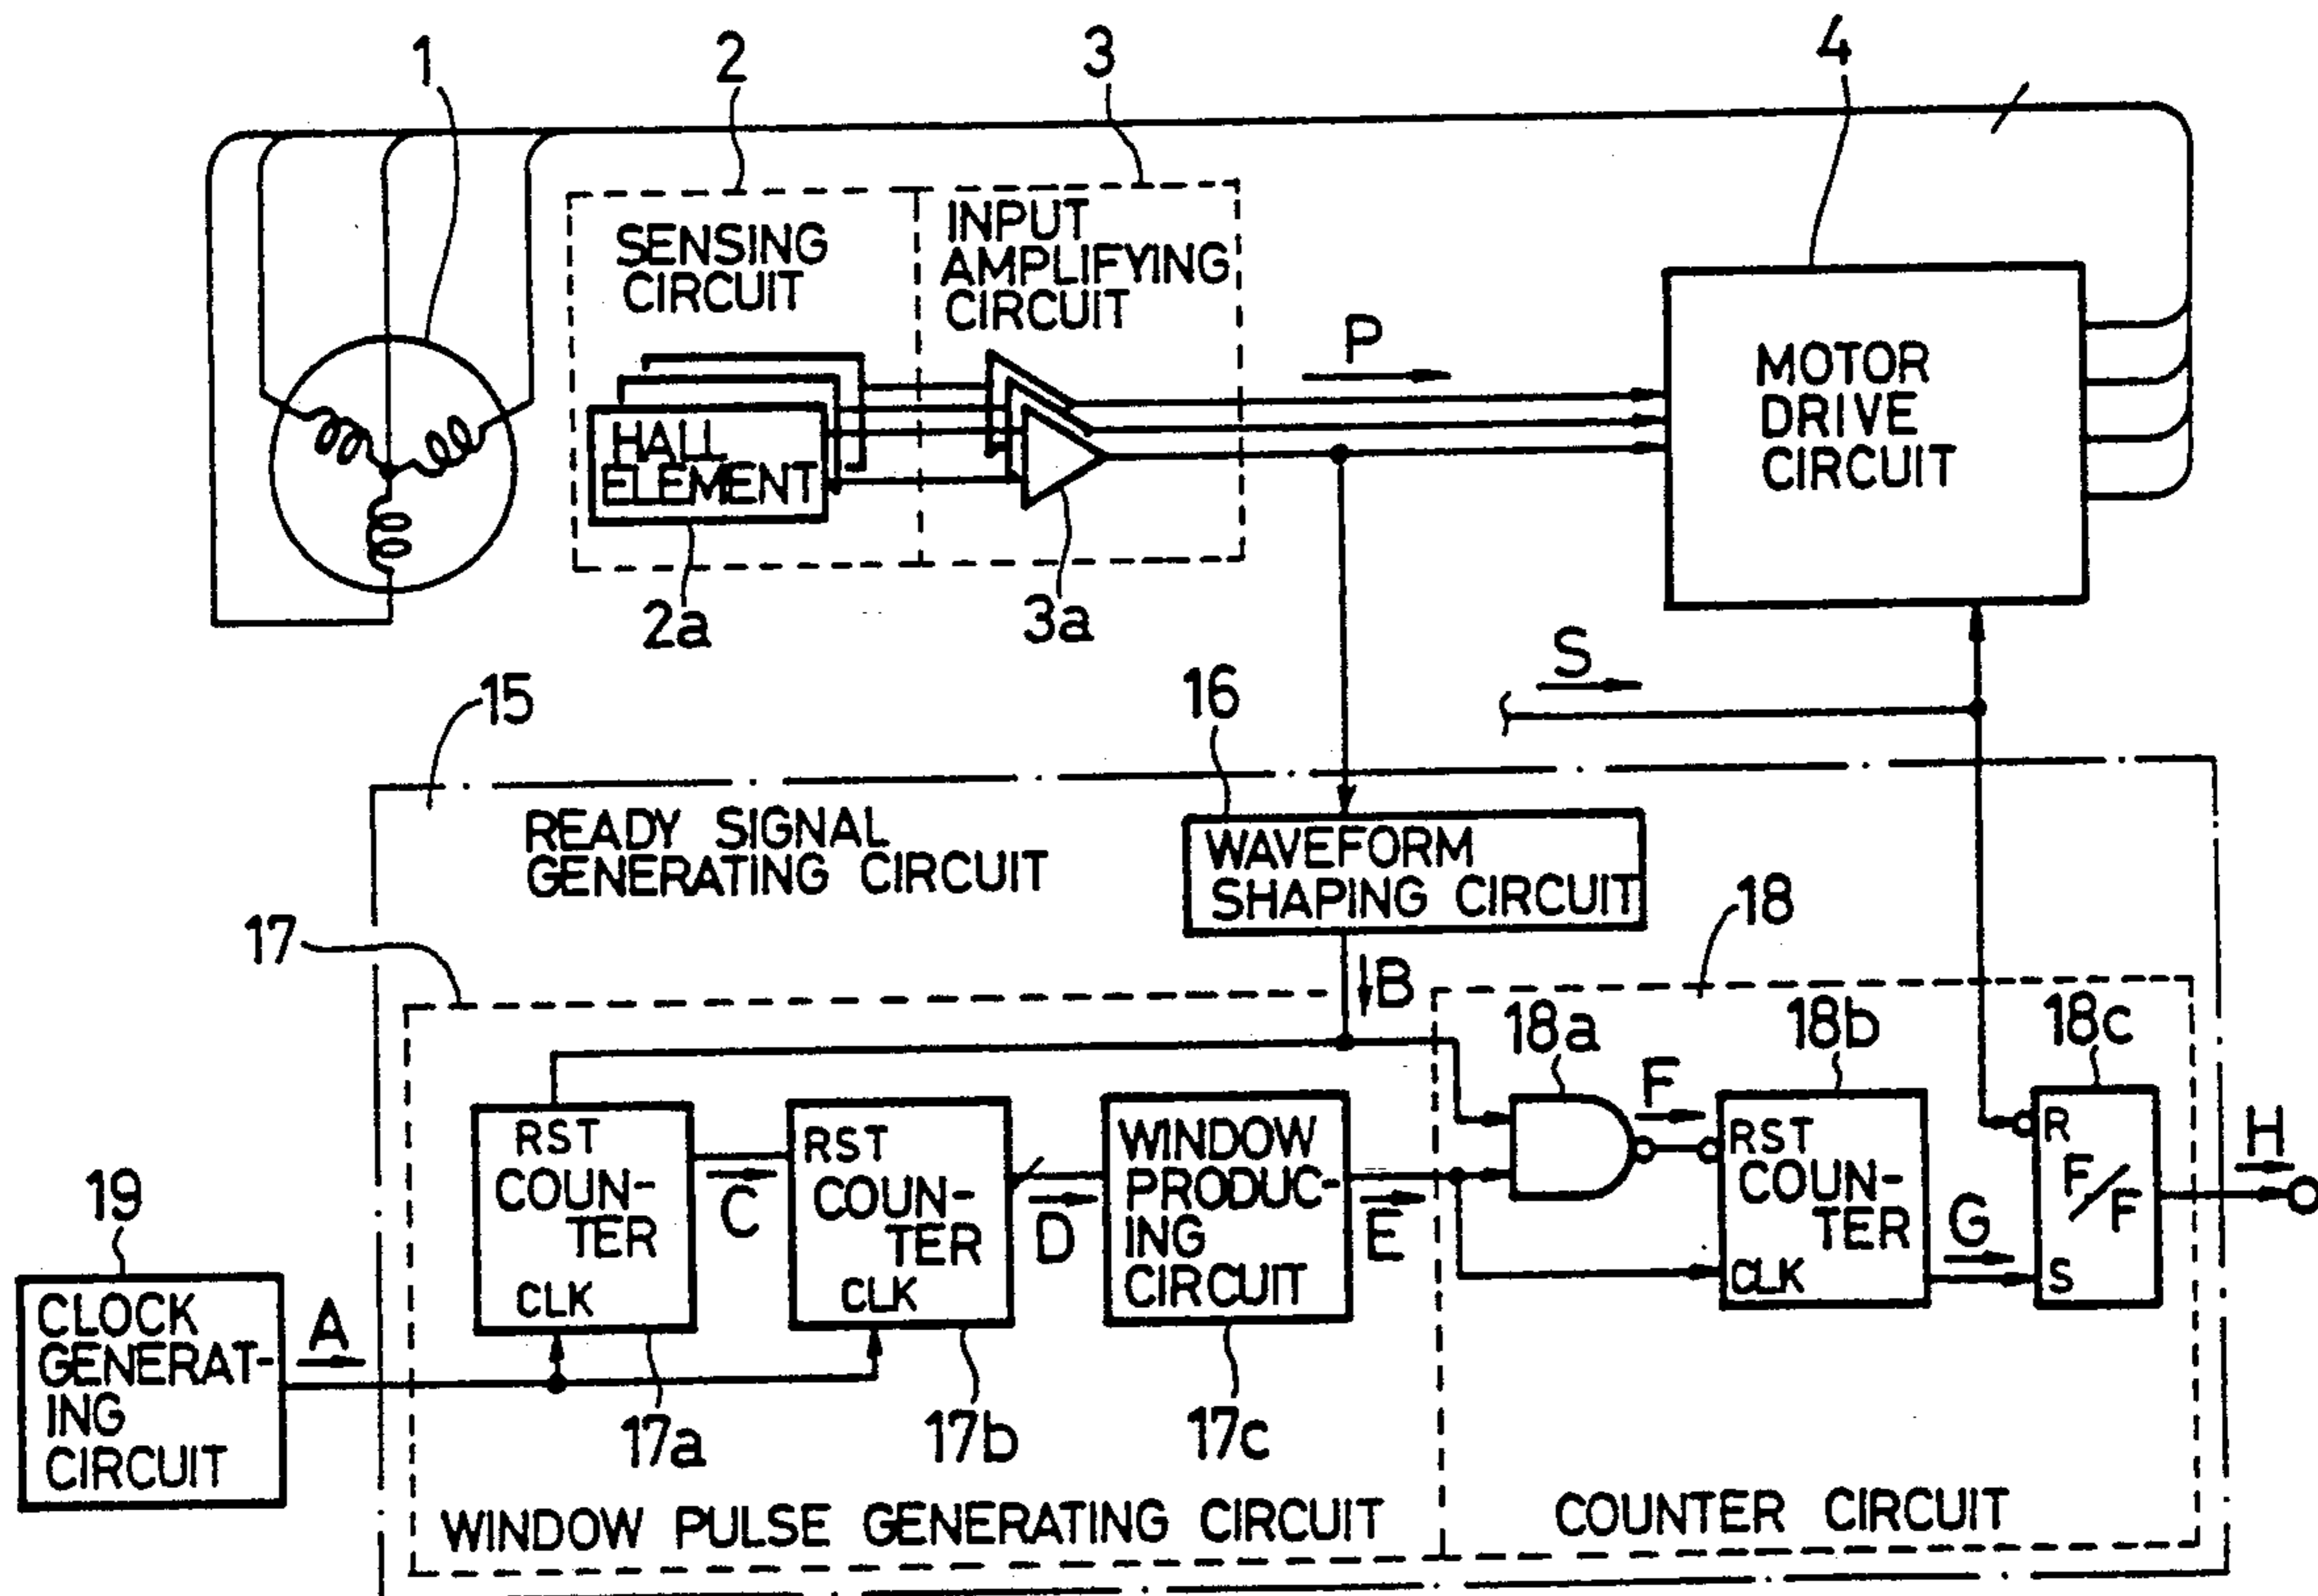 1
2
3
4
SENSING
CIRCUIT
INPUT
AMPLIFYING
CIRCUIT
P
MOTOR
DRIVE
CIRCUIT
HALL
ELEMENT
2a
3a
S
15
16
READY SIGNAL
GENERATING CIRCUIT
WAVEFORM
SHAPING CIRCUIT
17
18
B
18a
18b
18c
F
RST
COUN-
TER
CLK
C
RST
COUN-
TER
CLK
D
WINDOW
PRODUC-
ING
CIRCUIT
E
RST
COUN-
TER
CLK
G
R
F/F
S
H
19
CLOCK
GENERAT-
ING
CIRCUIT
A
17a
17b
17c
WINDOW PULSE GENERATING CIRCUIT
COUNTER CIRCUIT